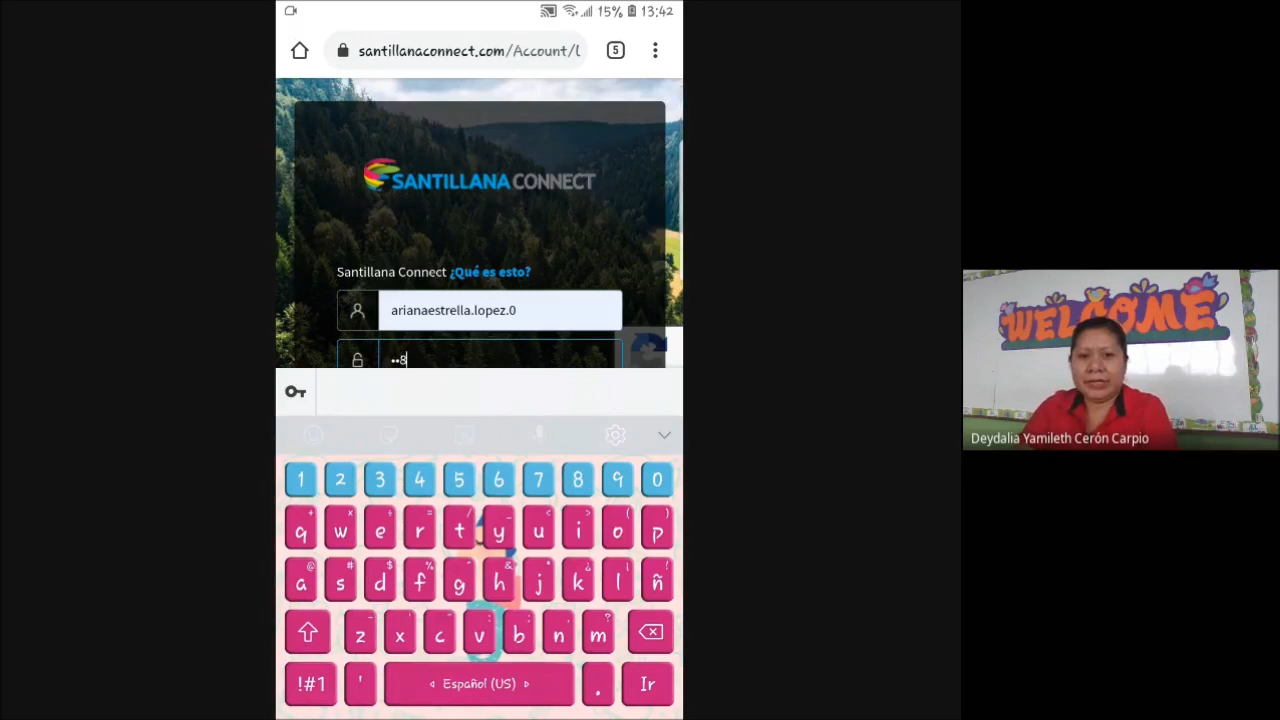 15% 13:42
santillanaconnect.com/Account/l
5
SANTILLANA CONNECT
Santillana Connect ¿Qué es esto?
arianaestrella.lopez.0
••8
1 2 3 4 5 6 7 8 9 0
q w e r t y u i o p
a s d f g h j k l ñ
z x c v b n m
!#1 ' Español (US) . Ir
WELCOME
Deydalia Yamileth Cerón Carpio